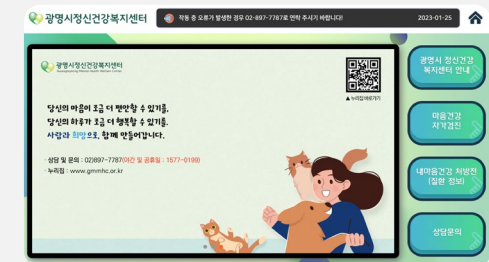 광명시정신건강복지센터
작동 중 오류가 발생한 경우 02-897-7787로 연락 주시기 바랍니다!
2023-01-25
광명시정신건강복지센터
▲ 누리집 바로가기
당신의 마음이 조금 더 편안할 수 있기를,
당신의 하루가 조금 더 행복할 수 있기를.
사람과 희망으로, 함께 만들어갑니다.
· 상담 및 문의 : 02)897-7787(야간 및 공휴일 : 1577-0199)
· 누리집 : www.gmmhc.or.kr
광명시 정신건강
복지센터 안내
마음건강
자가검진
내마음건강 처방전
(질환 정보)
상담문의